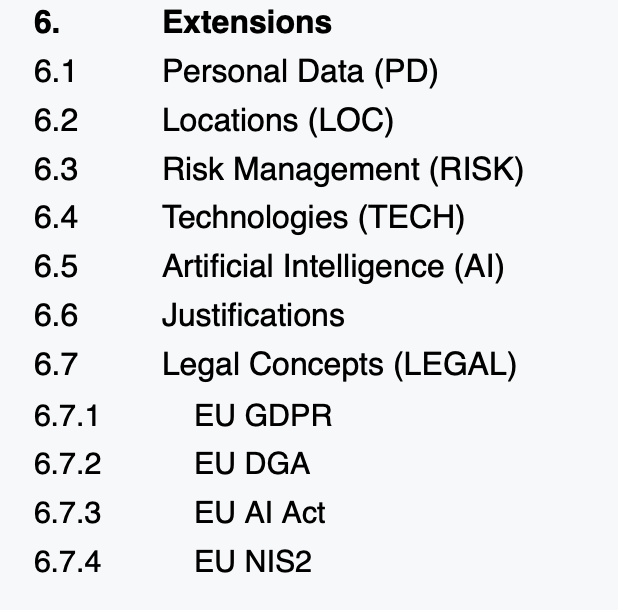 6. Extensions
6.1 Personal Data (PD)
6.2 Locations (LOC)
6.3 Risk Management (RISK)
6.4 Technologies (TECH)
6.5 Artificial Intelligence (AI)
6.6 Justifications
6.7 Legal Concepts (LEGAL)
6.7.1 EU GDPR
6.7.2 EU DGA
6.7.3 EU AI Act
6.7.4 EU NIS2